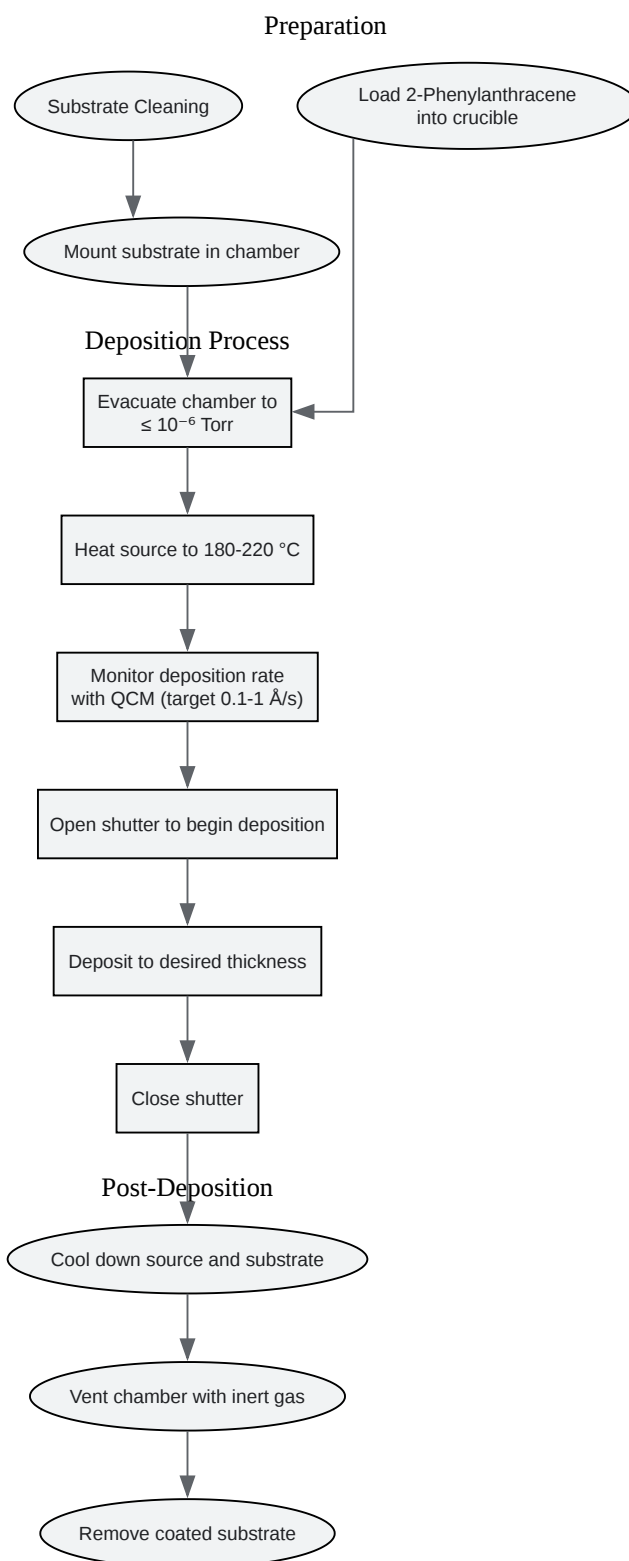 Preparation
Substrate Cleaning
Load 2-Phenylanthracene
into crucible
Mount substrate in chamber
Deposition Process
Evacuate chamber to
≤ 10⁻⁶ Torr
Heat source to 180-220 °C
Monitor deposition rate
with QCM (target 0.1-1 Å/s)
Open shutter to begin deposition
Deposit to desired thickness
Close shutter
Post-Deposition
Cool down source and substrate
Vent chamber with inert gas
Remove coated substrate